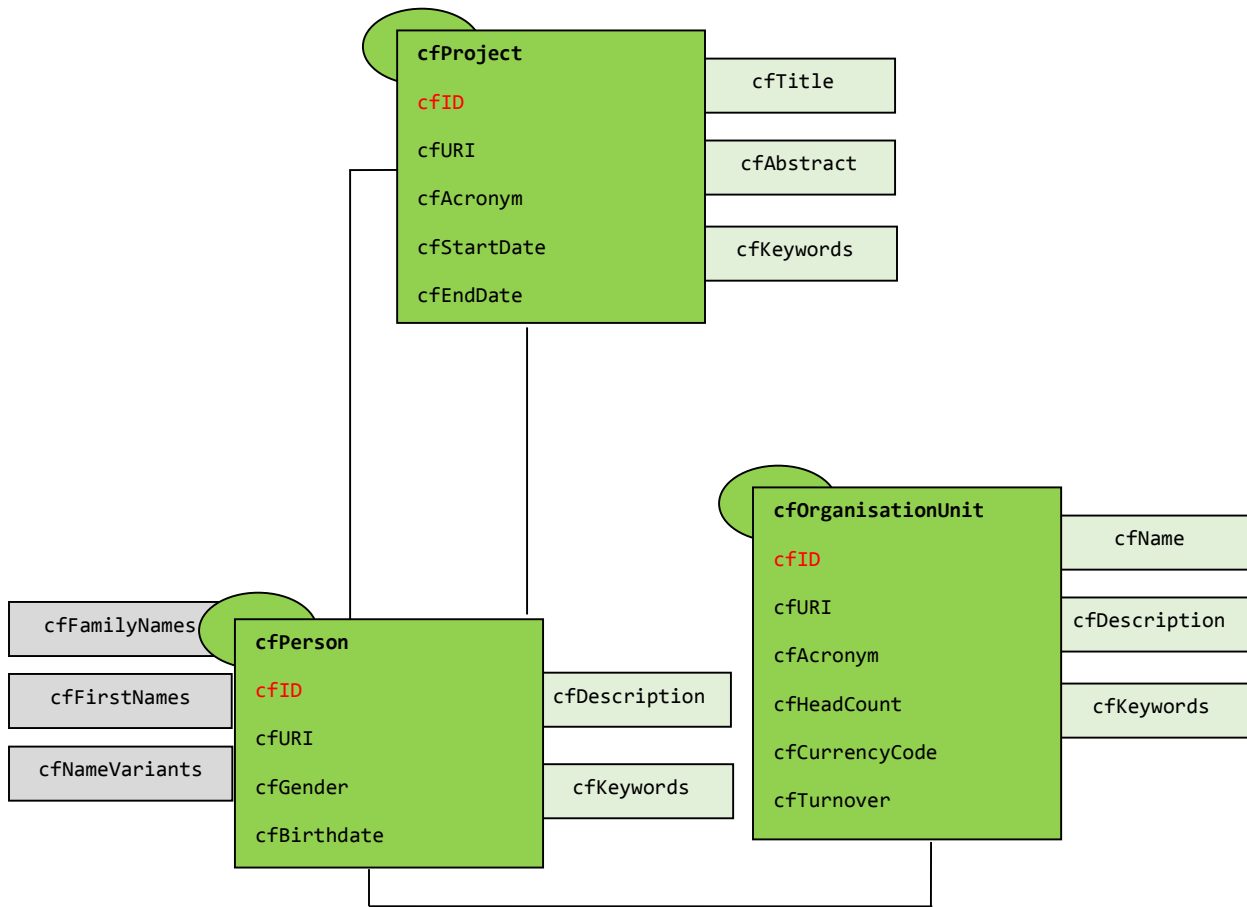 cfProject
cfID
cfURI
cfAcronym
cfStartDate
cfEndDate
cfTitle
cfAbstract
cfKeywords
cfOrganisationUnit
cfID
cfURI
cfAcronym
cfHeadCount
cfCurrencyCode
cfTurnover
cfName
cfDescription
cfKeywords
cfFamilyNames
cfFirstNames
cfNameVariants
cfPerson
cfID
cfURI
cfGender
cfBirthdate
cfDescription
cfKeywords